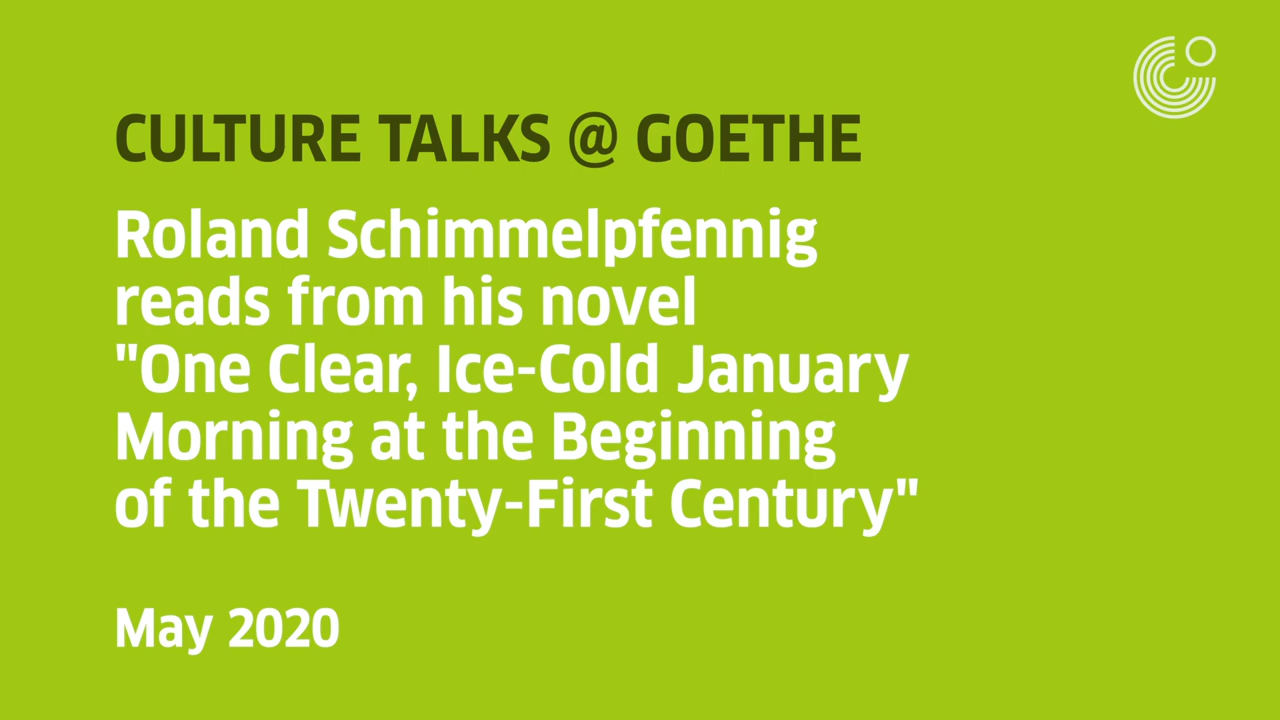 CULTURE TALKS @ GOETHE
Roland Schimmelpfennig
reads from his novel
"One Clear, Ice-Cold January
Morning at the Beginning
of the Twenty-First Century"
May 2020